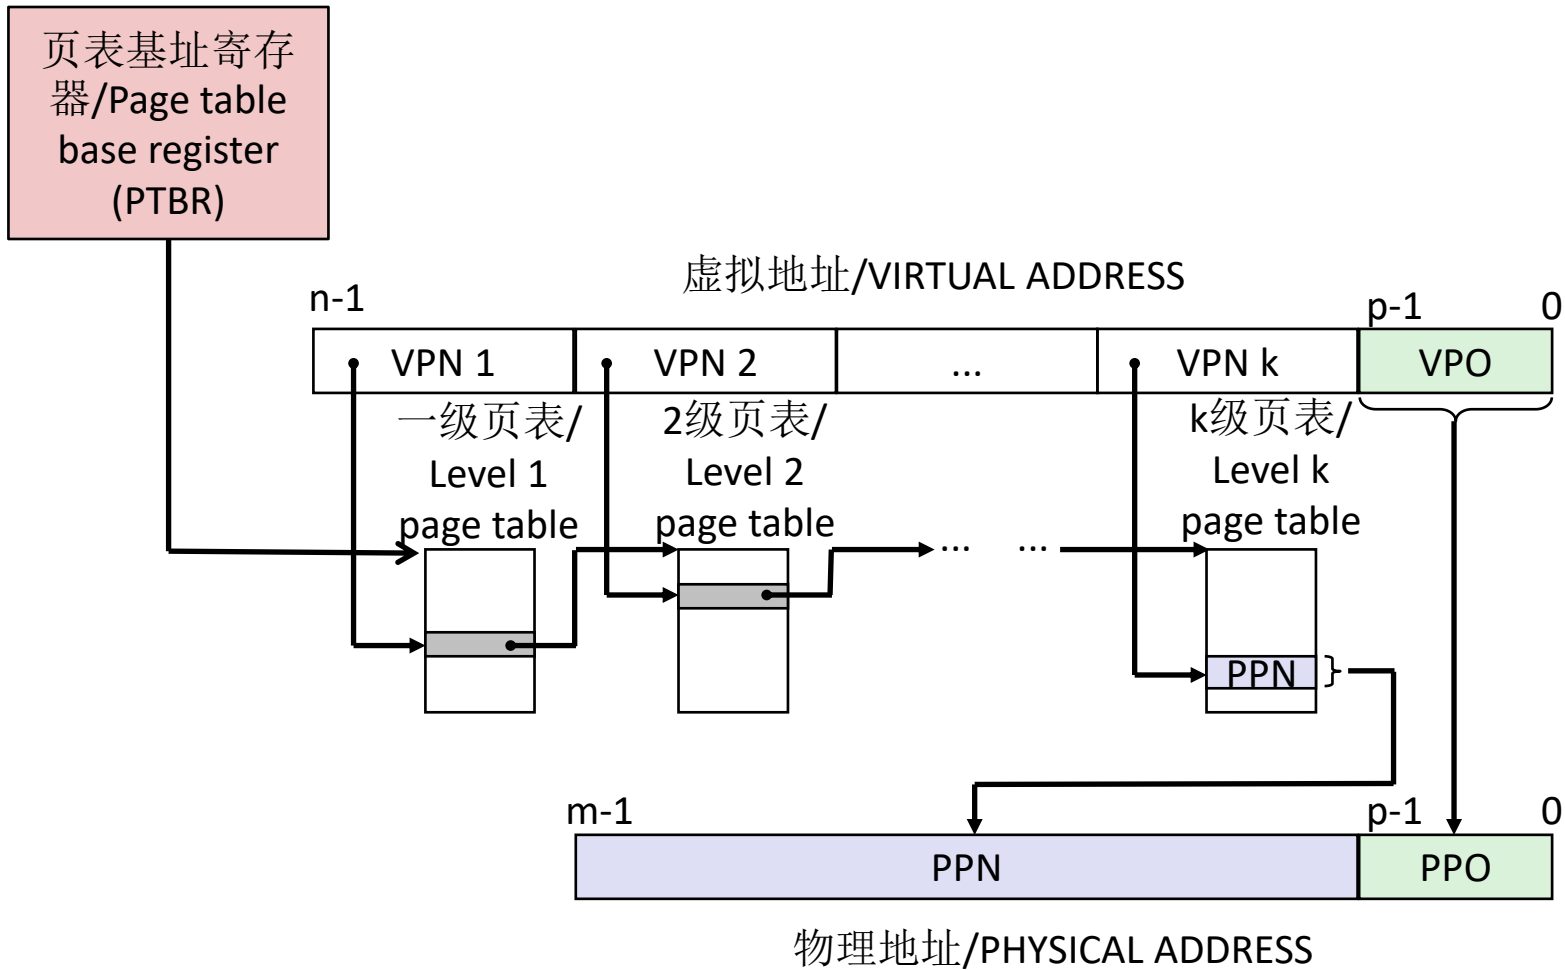 页表基址寄存
器/Page table
base register
(PTBR)
虚拟地址/VIRTUAL ADDRESS
n-1
p-1
0
VPN 1
VPN 2
...
VPN k
VPO
一级页表/
Level 1
page table
2级页表/
Level 2
page table
k级页表/
Level k
page table
...
...
PPN
m-1
p-1
0
PPN
PPO
物理地址/PHYSICAL ADDRESS